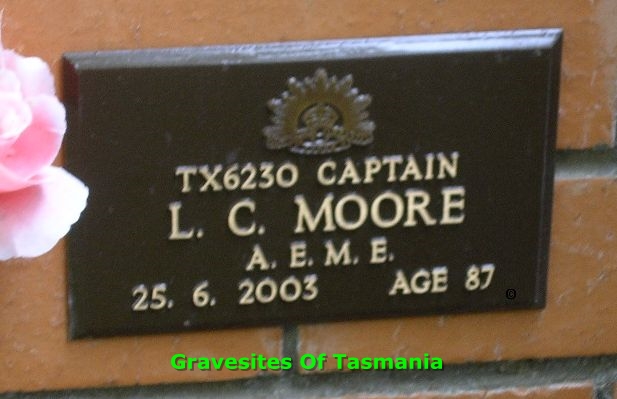 TX6230 CAPTAIN
L. C. MOORE
A. E. M. E.
25. 6. 2003 AGE 87
©
Gravesites Of Tasmania